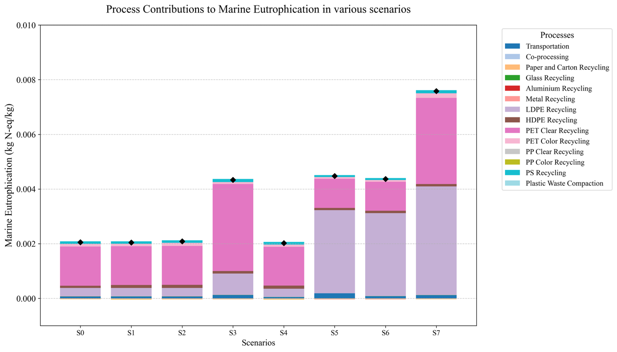 Process Contributions to Marine Eutrophication in various scenarios
Marine Eutrophication (kg N-eq/kg)
0.010
0.008
0.006
0.004
0.002
0.000
S0 S1 S2 S3 S4 S5 S6 S7
Scenarios
Processes
Transportation
Co-processing
Paper and Carton Recycling
Glass Recycling
Aluminium Recycling
Metal Recycling
LDPE Recycling
HDPE Recycling
PET Clear Recycling
PET Color Recycling
PP Clear Recycling
PP Color Recycling
PS Recycling
Plastic Waste Compaction